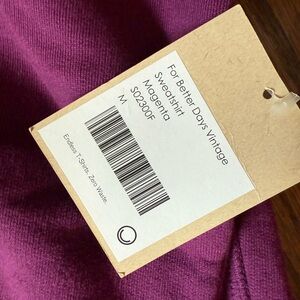 For Better Days Vintage
Sweatshirt
Magenta
S02300F
M
Endless T-Shirts. Zero Waste.